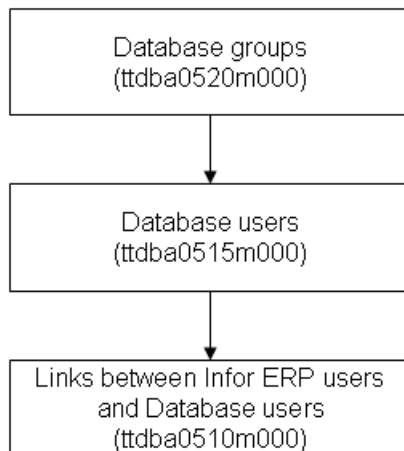 Database groups
(ttdba0520m000)
Database users
(ttdba0515m000)
Links between Infor ERP users
and Database users
(ttdba0510m000)